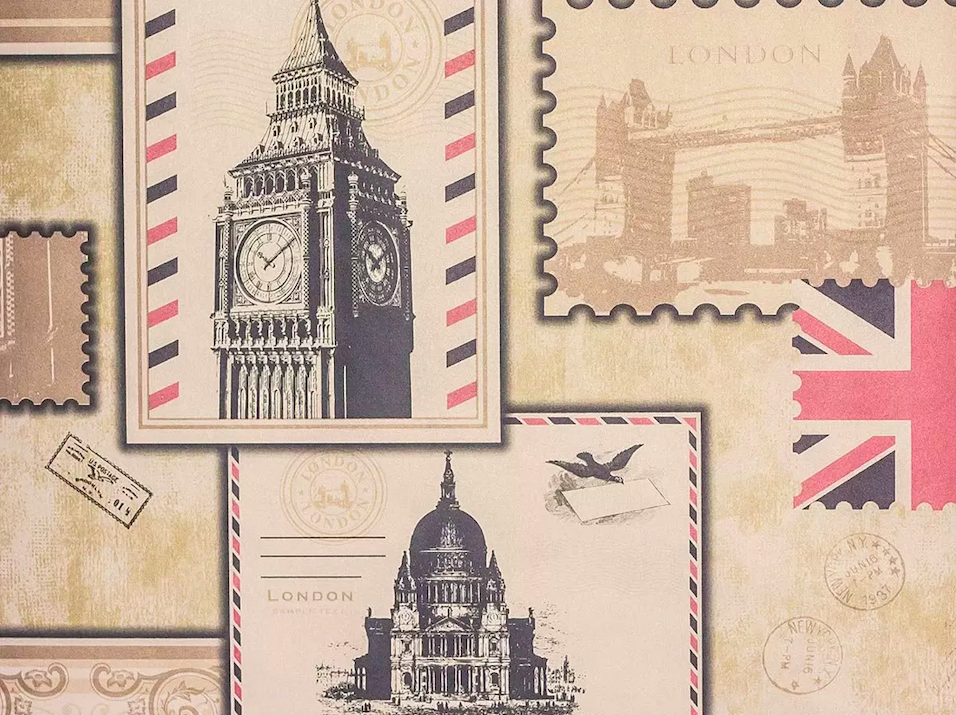 LONDON
LONDON
LONDON
LONDON
LONDON
LONDON
SAMPLE TEXT
U.S. POSTAGE
NEW YORK, N.Y.
JUN 16
PM
1937
NEW YORK, N.Y.
JUN 16
7-PM